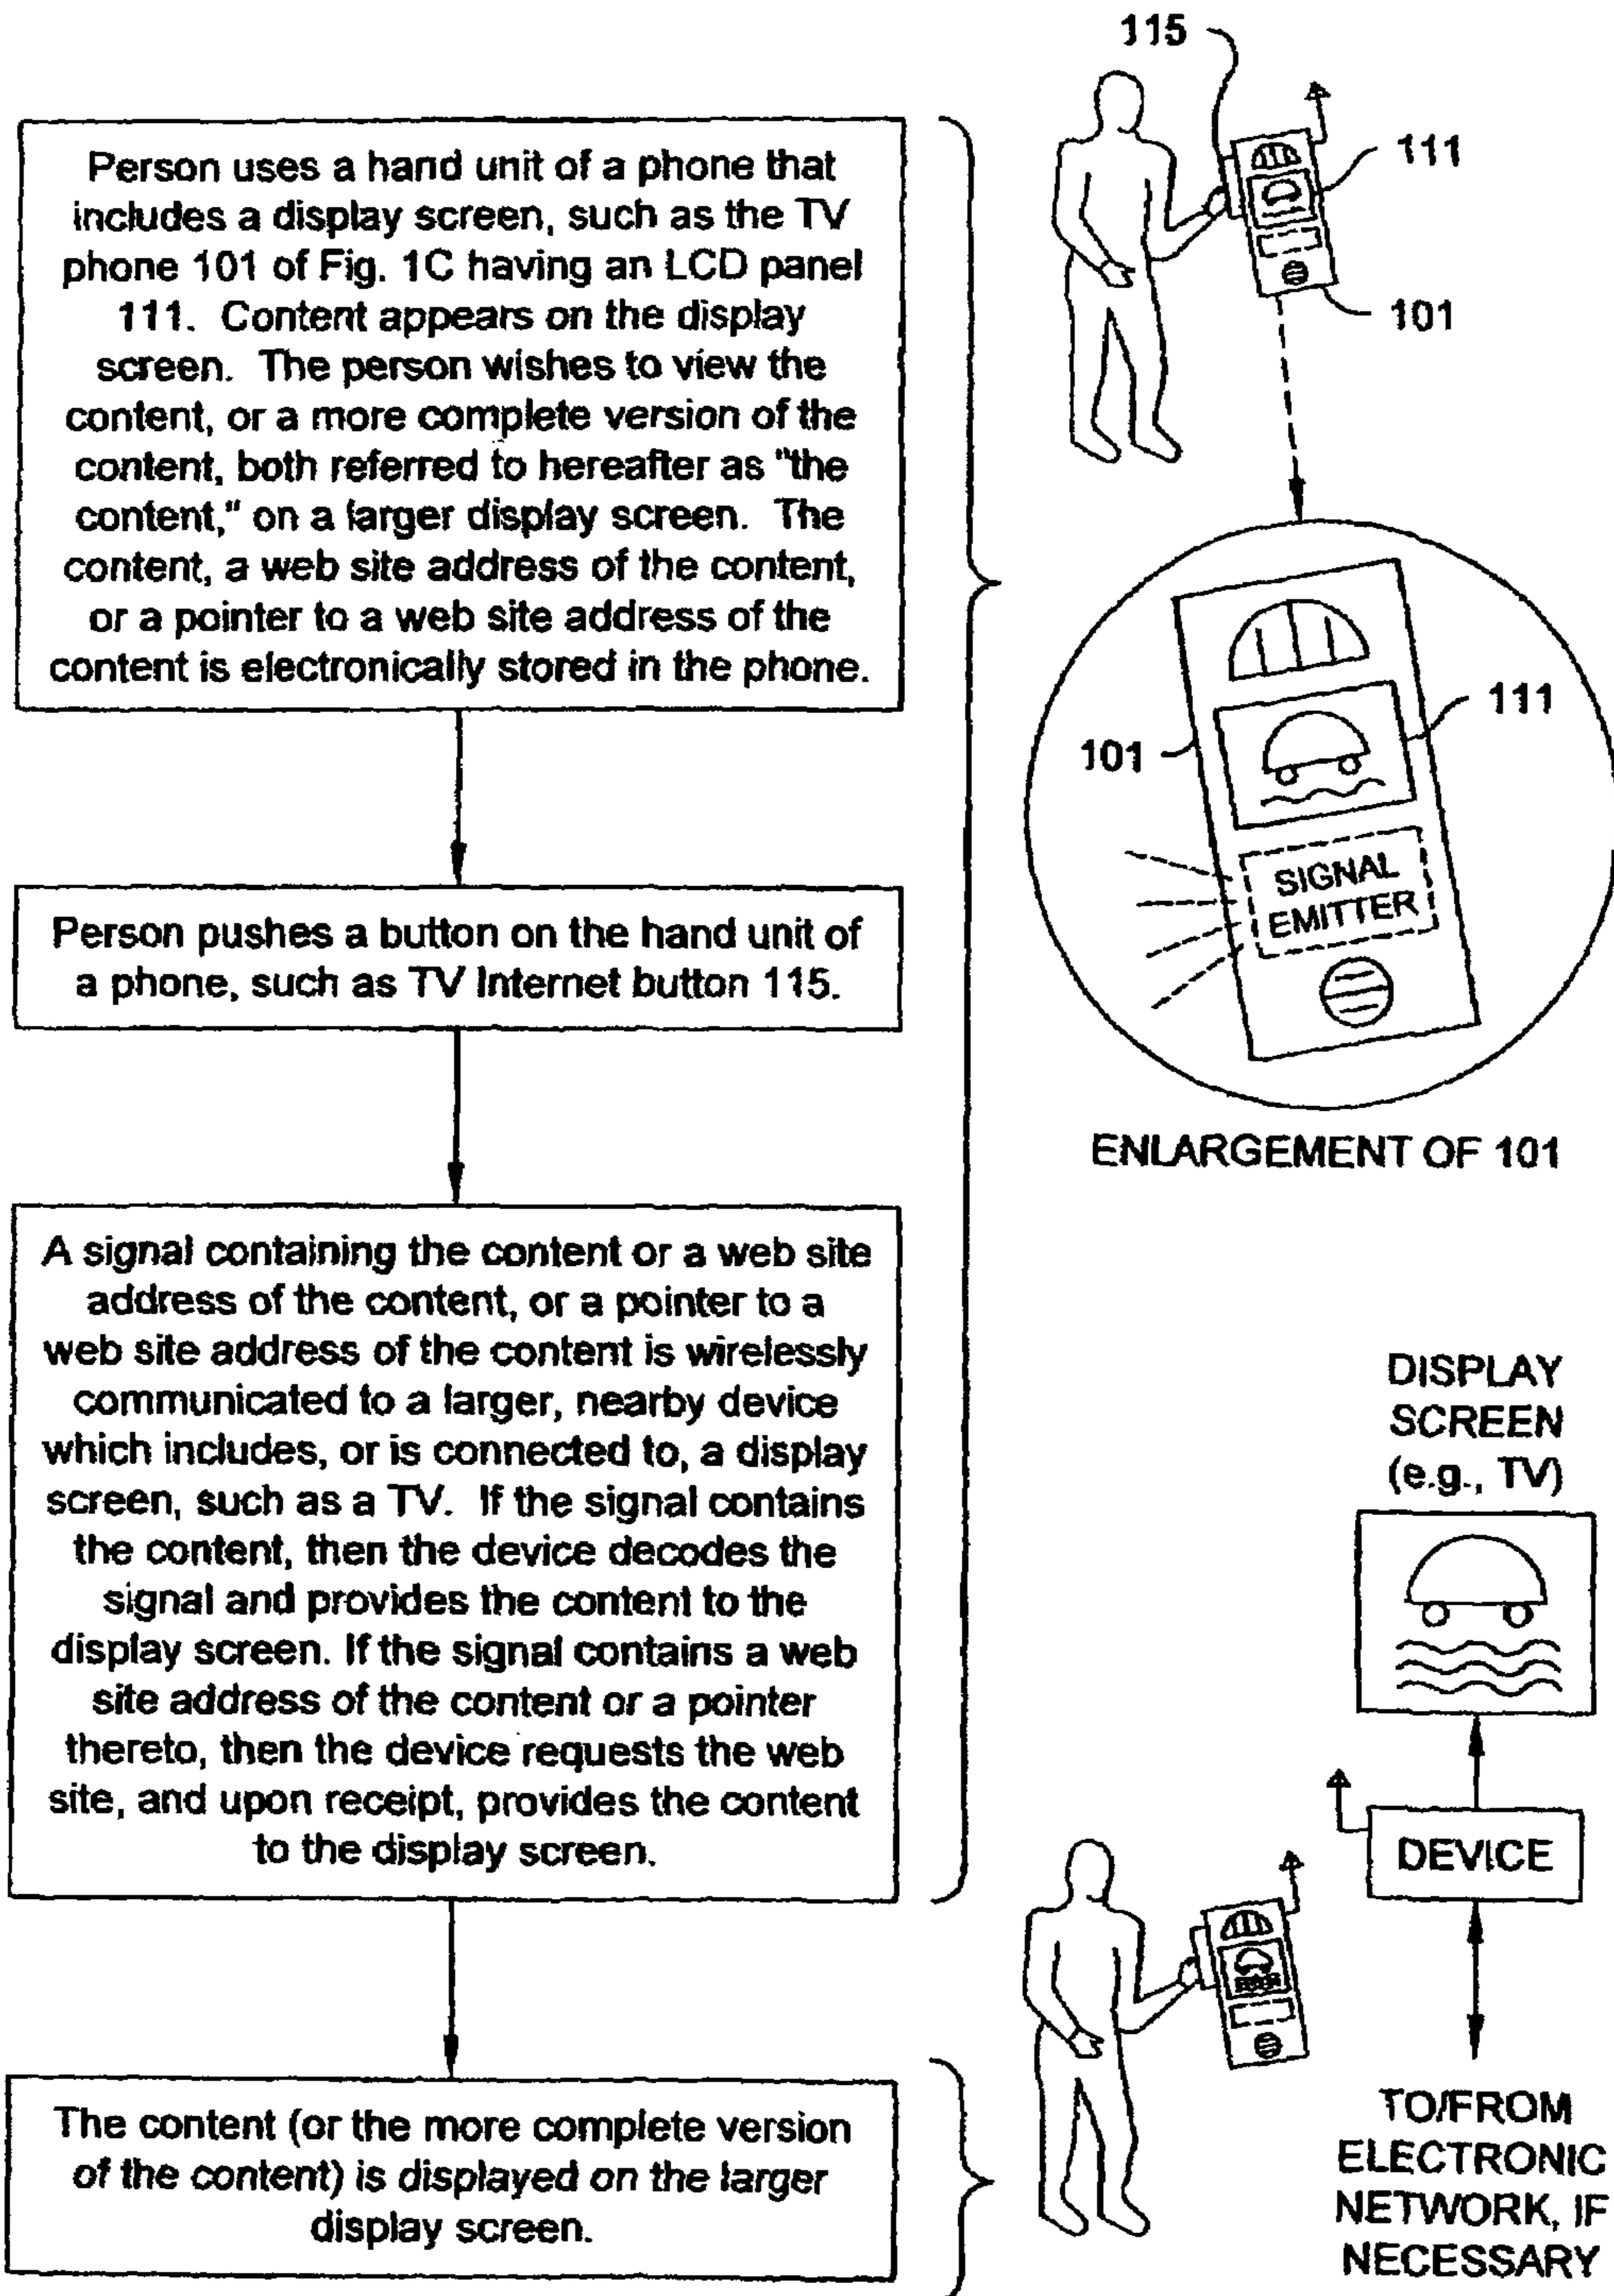 Person uses a hand unit of a phone that
includes a display screen, such as the TV
phone 101 of Fig. 1C having an LCD panel
111. Content appears on the display
screen. The person wishes to view the
content, or a more complete version of the
content, both referred to hereafter as "the
content," on a larger display screen. The
content, a web site address of the content,
or a pointer to a web site address of the
content is electronically stored in the phone.
Person pushes a button on the hand unit of
a phone, such as TV Internet button 115.
A signal containing the content or a web site
address of the content, or a pointer to a
web site address of the content is wirelessly
communicated to a larger, nearby device
which includes, or is connected to, a display
screen, such as a TV. If the signal contains
the content, then the device decodes the
signal and provides the content to the
display screen. If the signal contains a web
site address of the content or a pointer
thereto, then the device requests the web
site, and upon receipt, provides the content
to the display screen.
The content (or the more complete version
of the content) is displayed on the larger
display screen.
115
111
101
101
111
SIGNAL
EMITTER
ENLARGEMENT OF 101
DISPLAY
SCREEN
(e.g., TV)
DEVICE
TO/FROM
ELECTRONIC
NETWORK, IF
NECESSARY